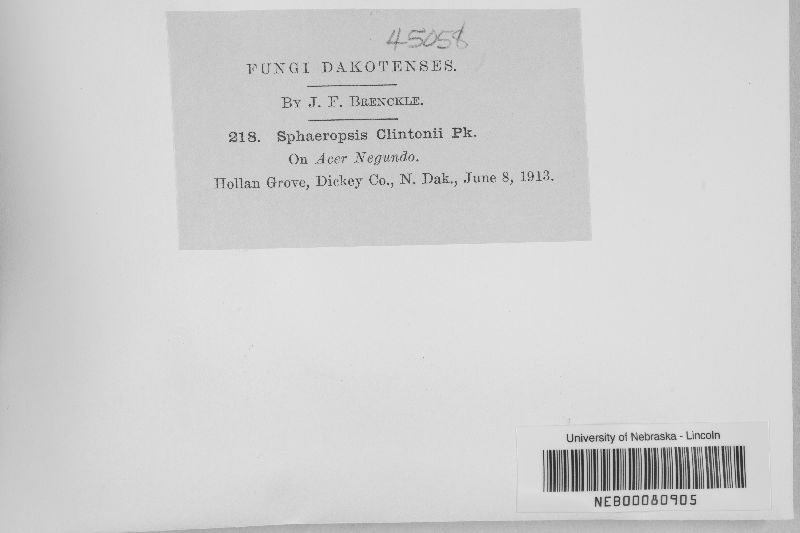 45058
FUNGI DAKOTENSES.
BY J. F. BRENCKLE.
218. Sphaeropsis Clintonii Pk.
On Acer Negundo.
Hollan Grove, Dickey Co., N. Dak., June 8, 1913.
University of Nebraska - Lincoln
NEB00080905